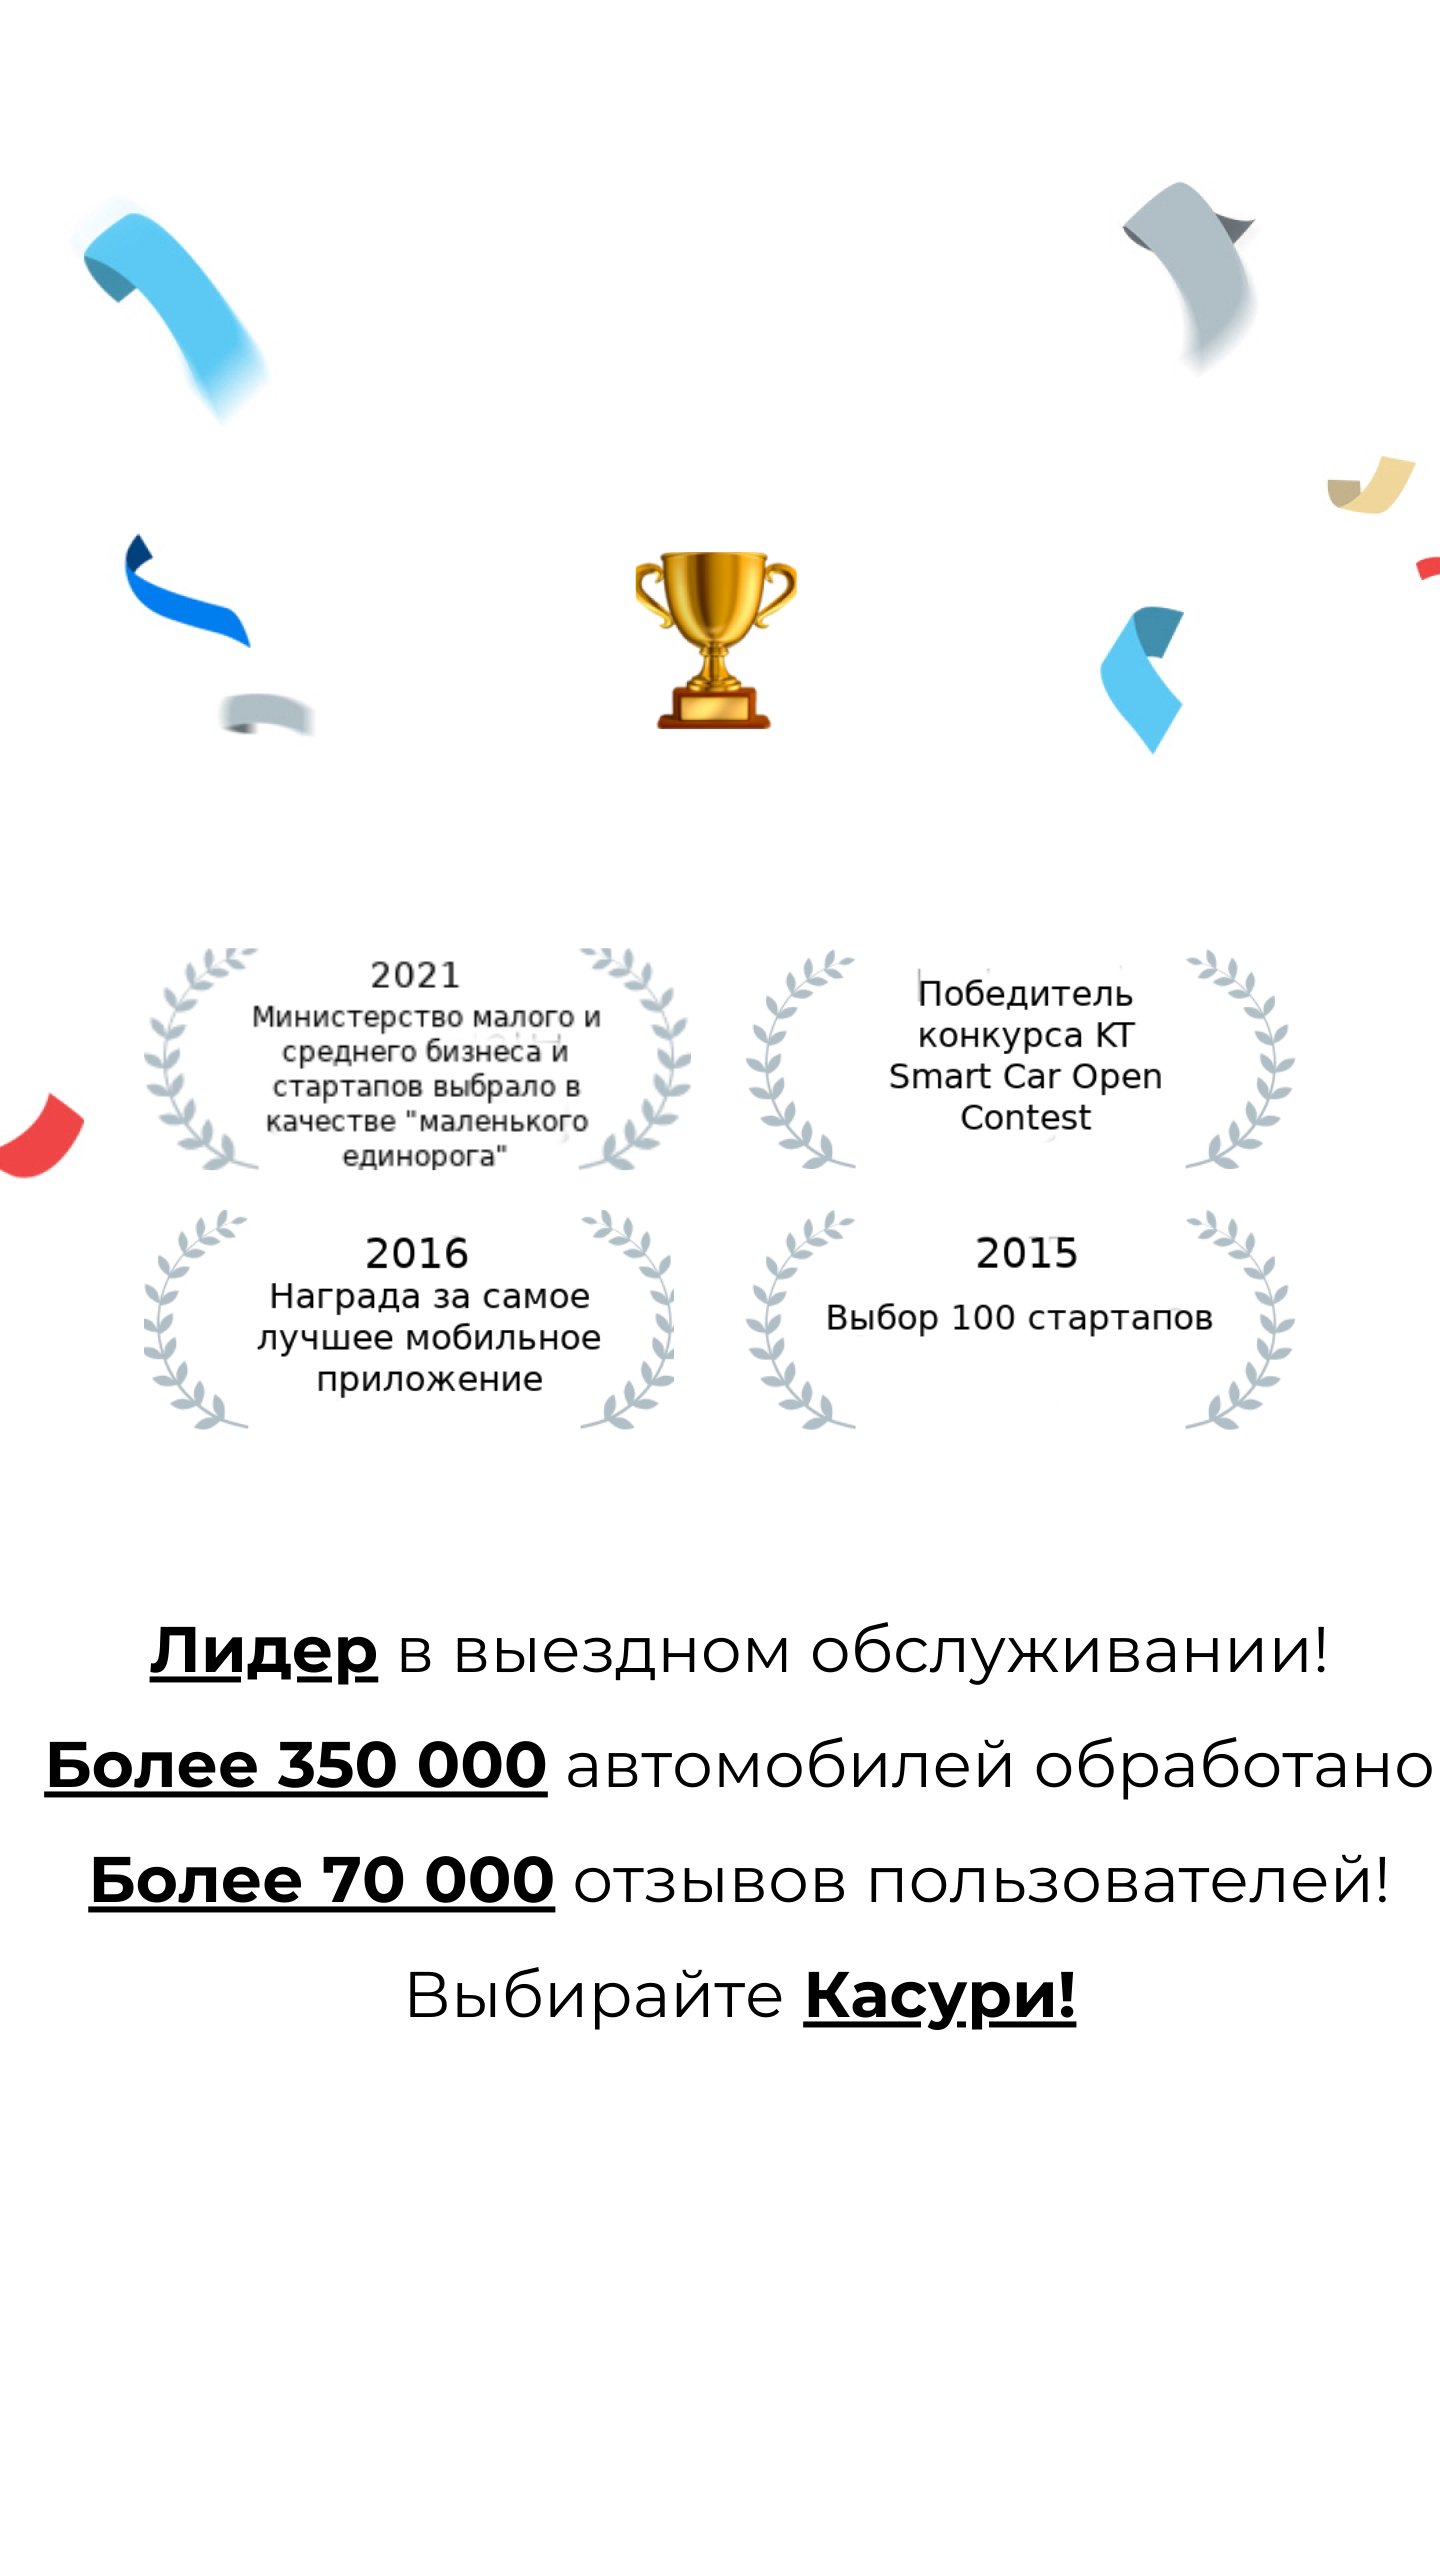 2021
Министерство малого и
среднего бизнеса и
стартапов выбрало в
качестве "маленького
единорога"
Победитель
конкурса KT
Smart Car Open
Contest
2016
Награда за самое
лучшее мобильное
приложение
2015
Выбор 100 стартапов
Лидер в выездном обслуживании!
Более 350 000 автомобилей обработано
Более 70 000 отзывов пользователей!
Выбирайте Касури!